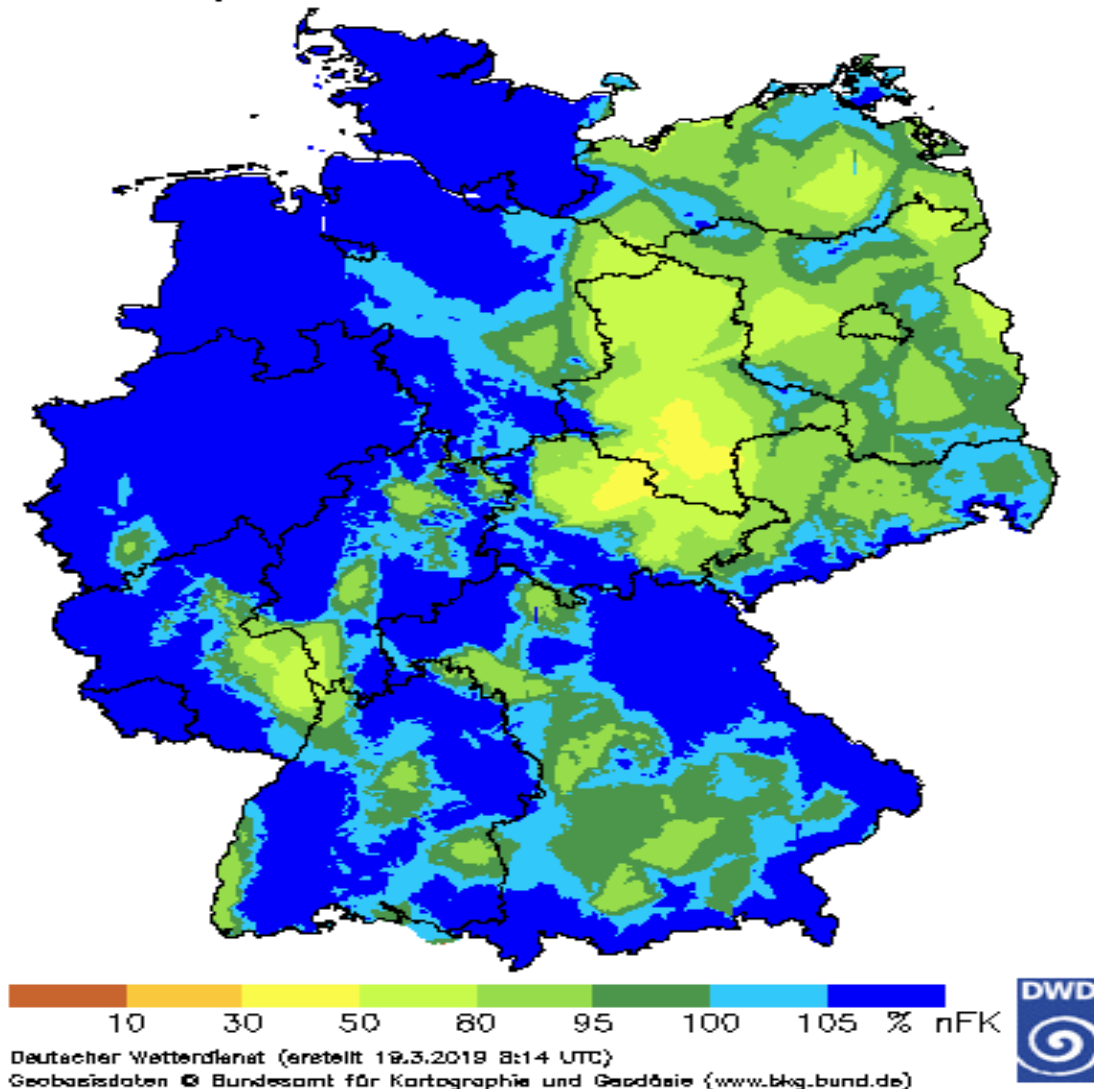 DWD
10 30 50 80 95 100 105 % nFK
Deutscher Wetterdienst (erstellt 19.3.2019 8:14 UTC)
Geobasisdaten © Bundesamt für Kartographie und Geodäsie (www.bkg.bund.de)